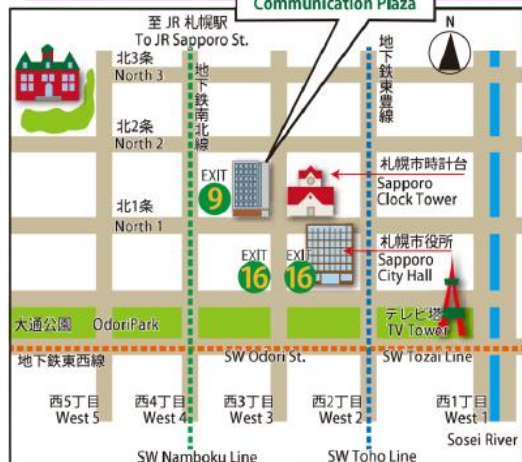 Communication Plaza
至 JR 札幌駅
To JR Sapporo St.
N
北3条
North 3
地下鉄南北線
地下鉄東豊線
北2条
North 2
EXIT
9
札幌市時計台
Sapporo
Clock Tower
北1条
North 1
札幌市役所
Sapporo
City Hall
EXIT
16
EXIT
16
大通公園 OdoriPark
テレビ塔
TV Tower
地下鉄東西線
SW Odori St.
SW Tozai Line
西5丁目
West 5
西4丁目
West 4
西3丁目
West 3
西2丁目
West 2
西1丁目
West 1
Sosei River
SW Namboku Line
SW Toho Line